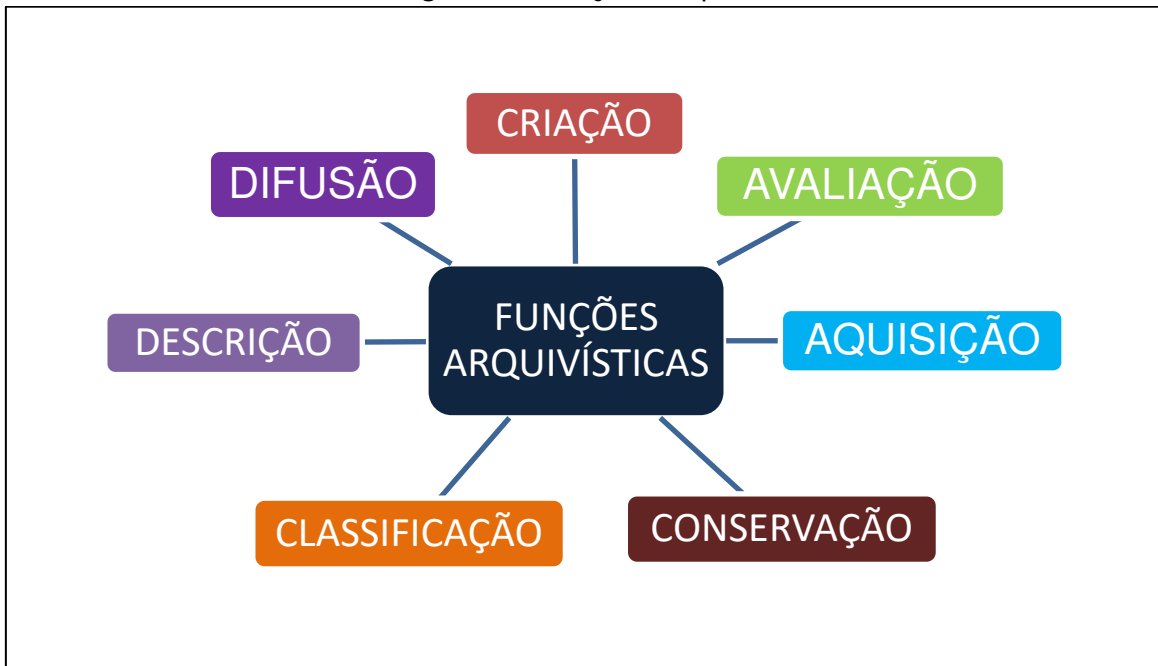 CRIAÇÃO
DIFUSÃO
AVALIAÇÃO
FUNÇÕES
ARQUIVÍSTICAS
DESCRIÇÃO
AQUISIÇÃO
CLASSIFICAÇÃO
CONSERVAÇÃO